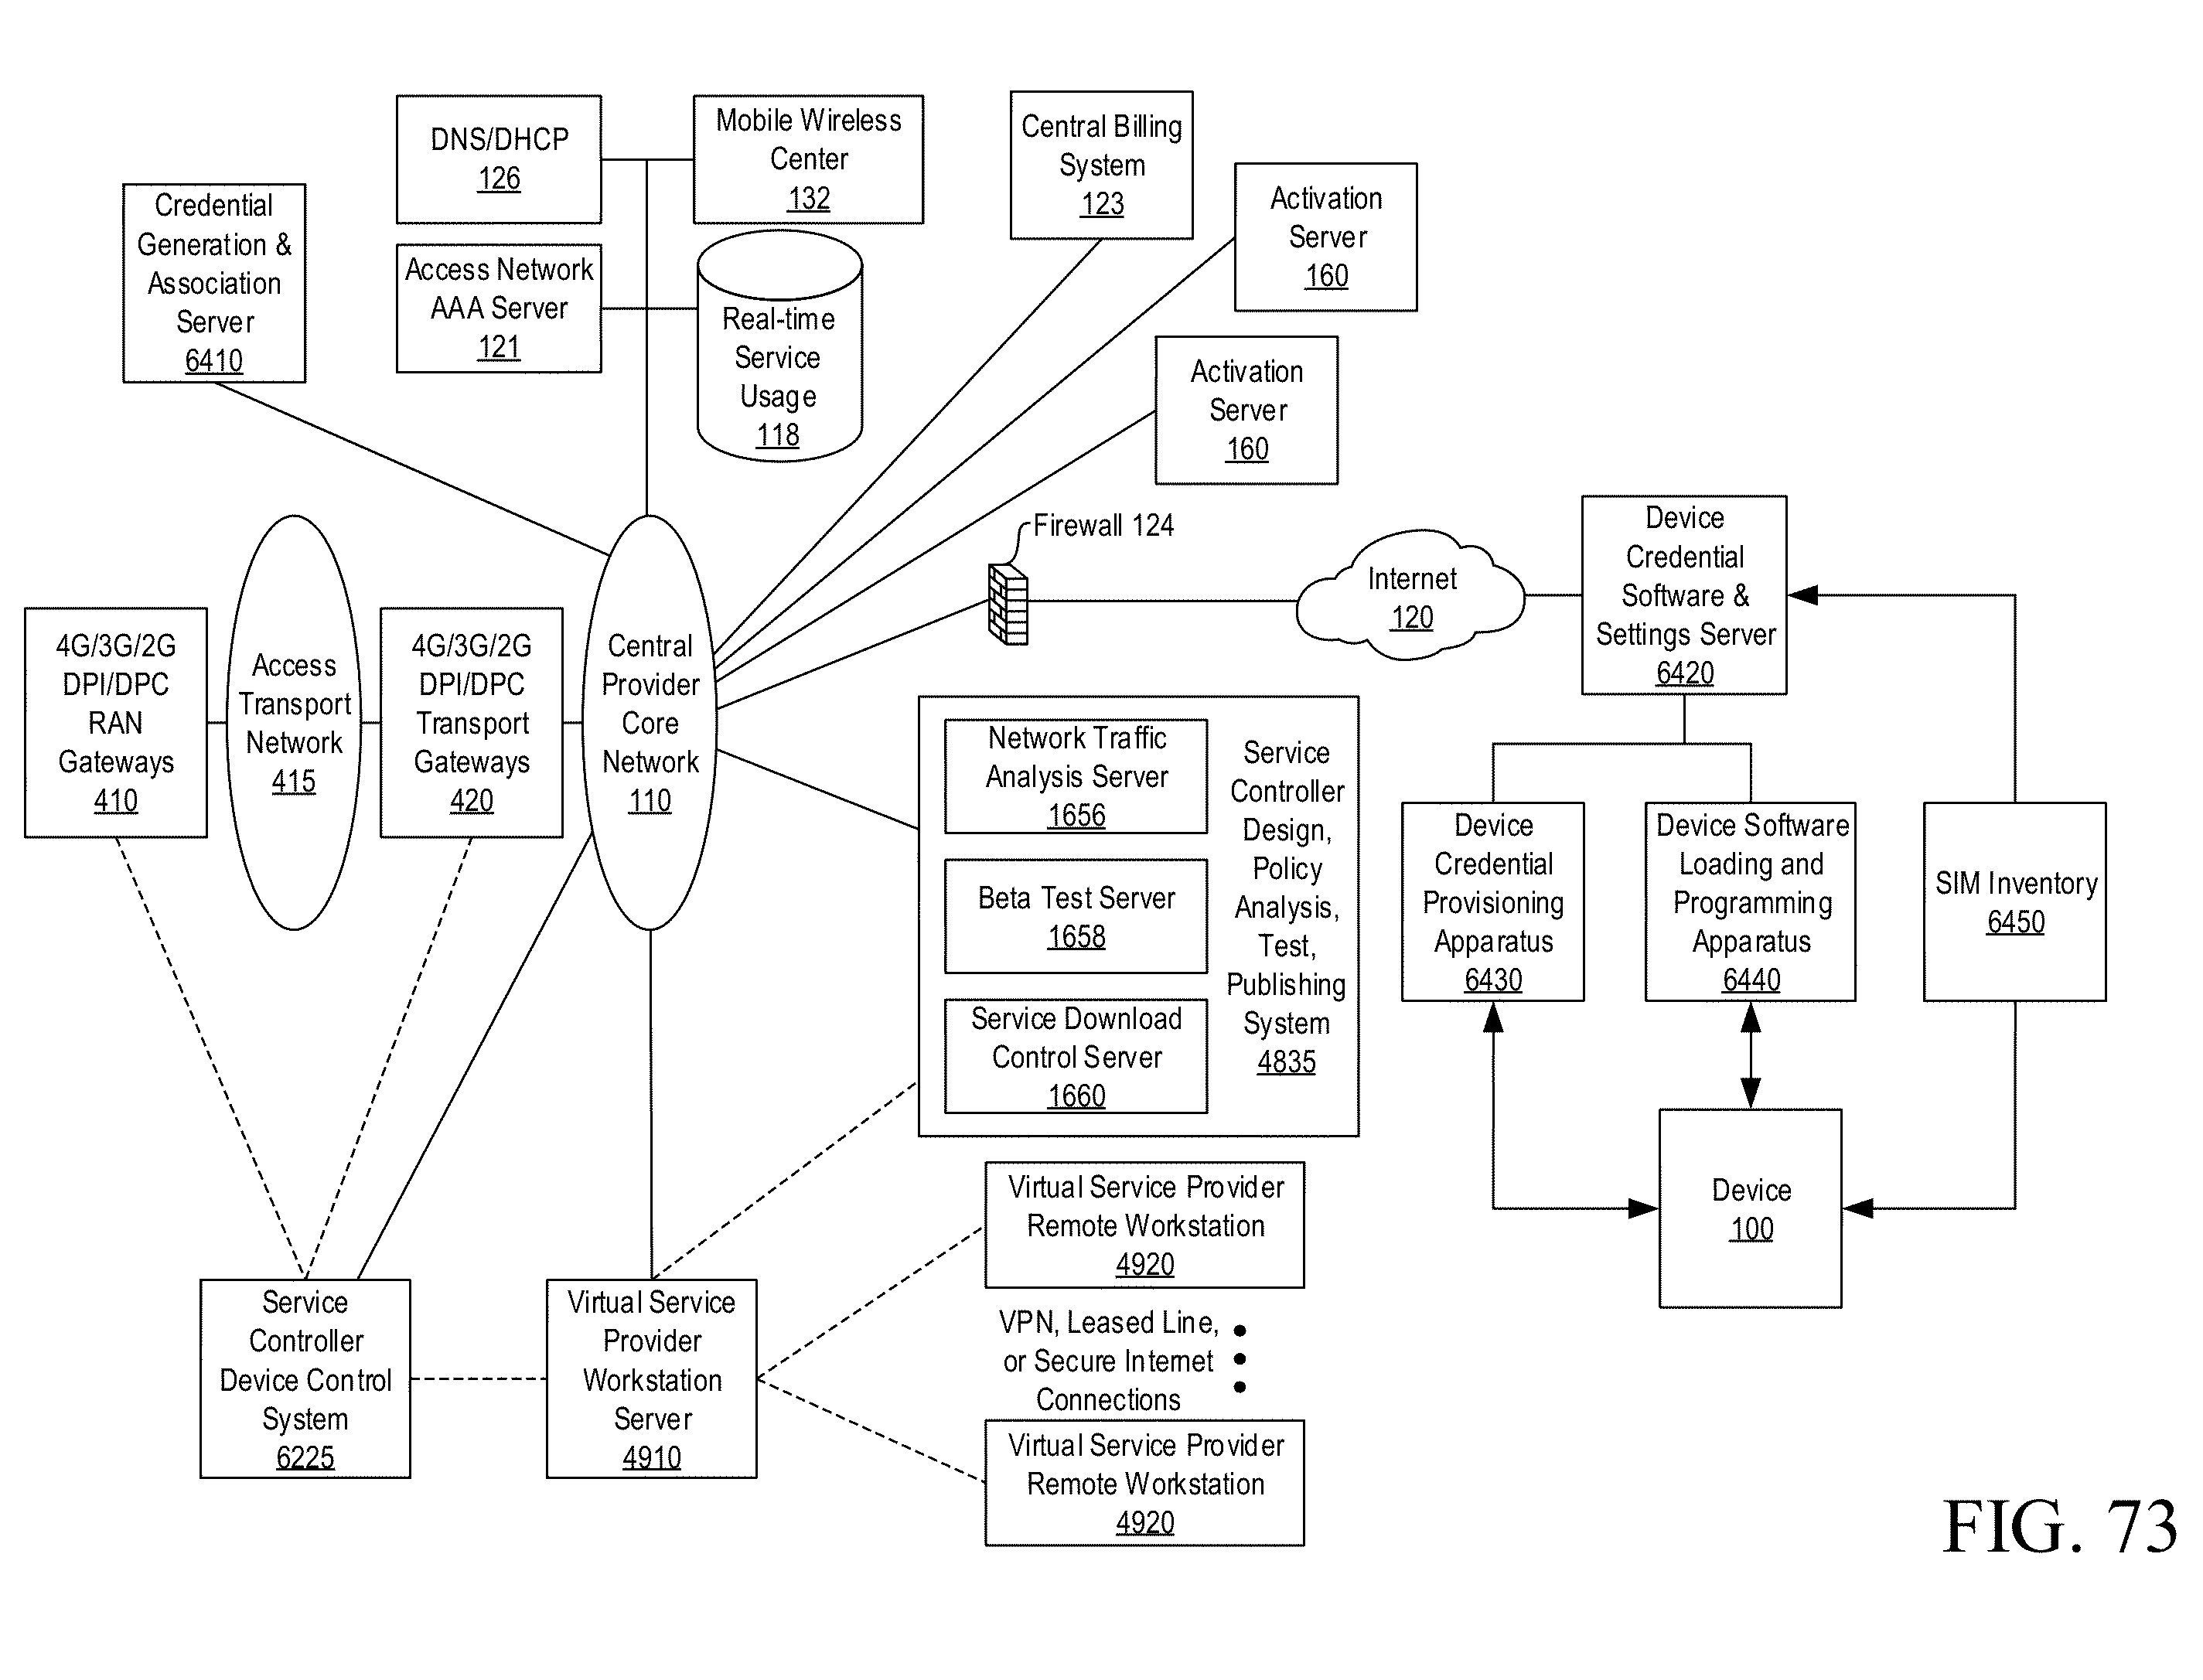 DNS/DHCP
126
Mobile Wireless
Center
132
Central Billing
System
123
Activation
Server
160
Credential
Generation &
Association
Server
6410
Access Network
AAA Server
121
Real-time
Service
Usage
118
Activation
Server
160
Firewall 124
Internet
120
Device
Credential
Software &
Settings Server
6420
4G/3G/2G
DPI/DPC
RAN
Gateways
410
Access
Transport
Network
415
4G/3G/2G
DPI/DPC
Transport
Gateways
420
Central
Provider
Core
Network
110
Network Traffic
Analysis Server
1656
Beta Test Server
1658
Service Download
Control Server
1660
Service
Controller
Design,
Policy
Analysis,
Test,
Publishing
System
4835
Device
Credential
Provisioning
Apparatus
6430
Device Software
Loading and
Programming
Apparatus
6440
SIM Inventory
6450
Device
100
Virtual Service Provider
Remote Workstation
4920
VPN, Leased Line,
or Secure Internet
Connections
Virtual Service Provider
Remote Workstation
4920
Service
Controller
Device Control
System
6225
Virtual Service
Provider
Workstation
Server
4910
FIG. 73